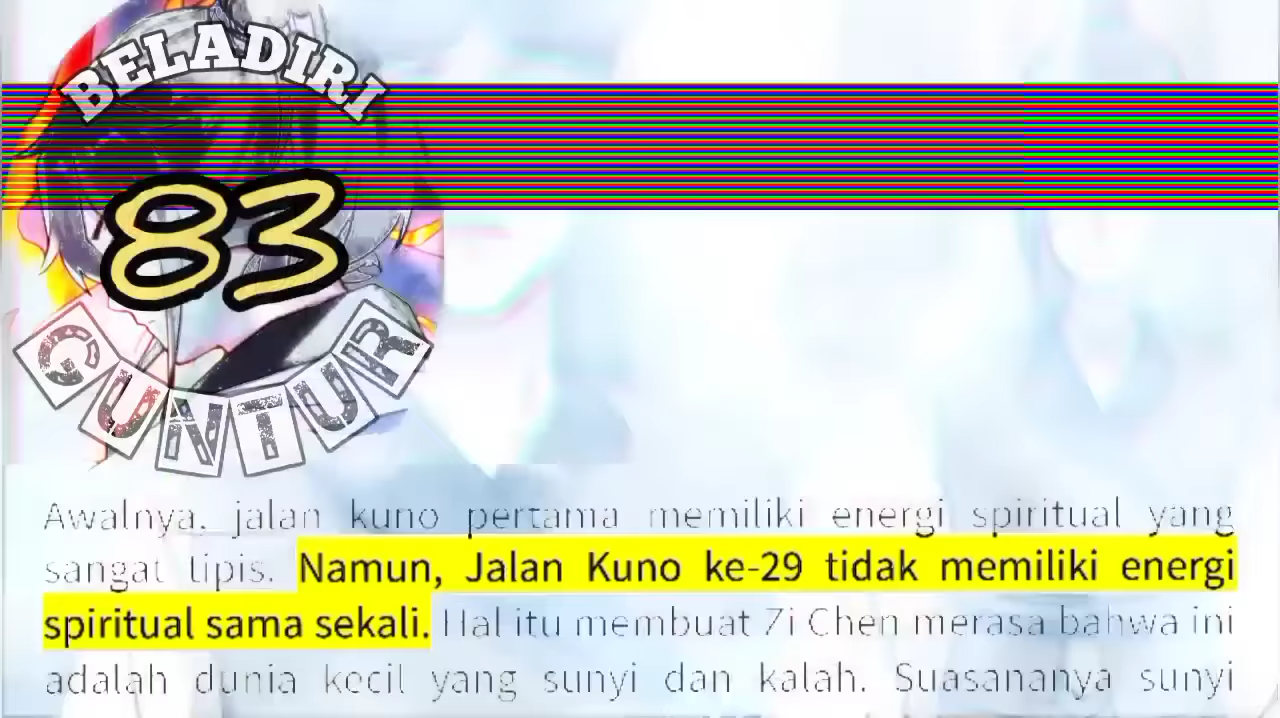 BELADIRI
83
GUNTUR
Awalnya, jalan kuno pertama memiliki energi spiritual yang
sangat tipis. Namun, Jalan Kuno ke-29 tidak memiliki energi
spiritual sama sekali. Hal itu membuat Zi Chen merasa bahwa ini
adalah dunia kecil yang sunyi dan kalah. Suasananya sunyi